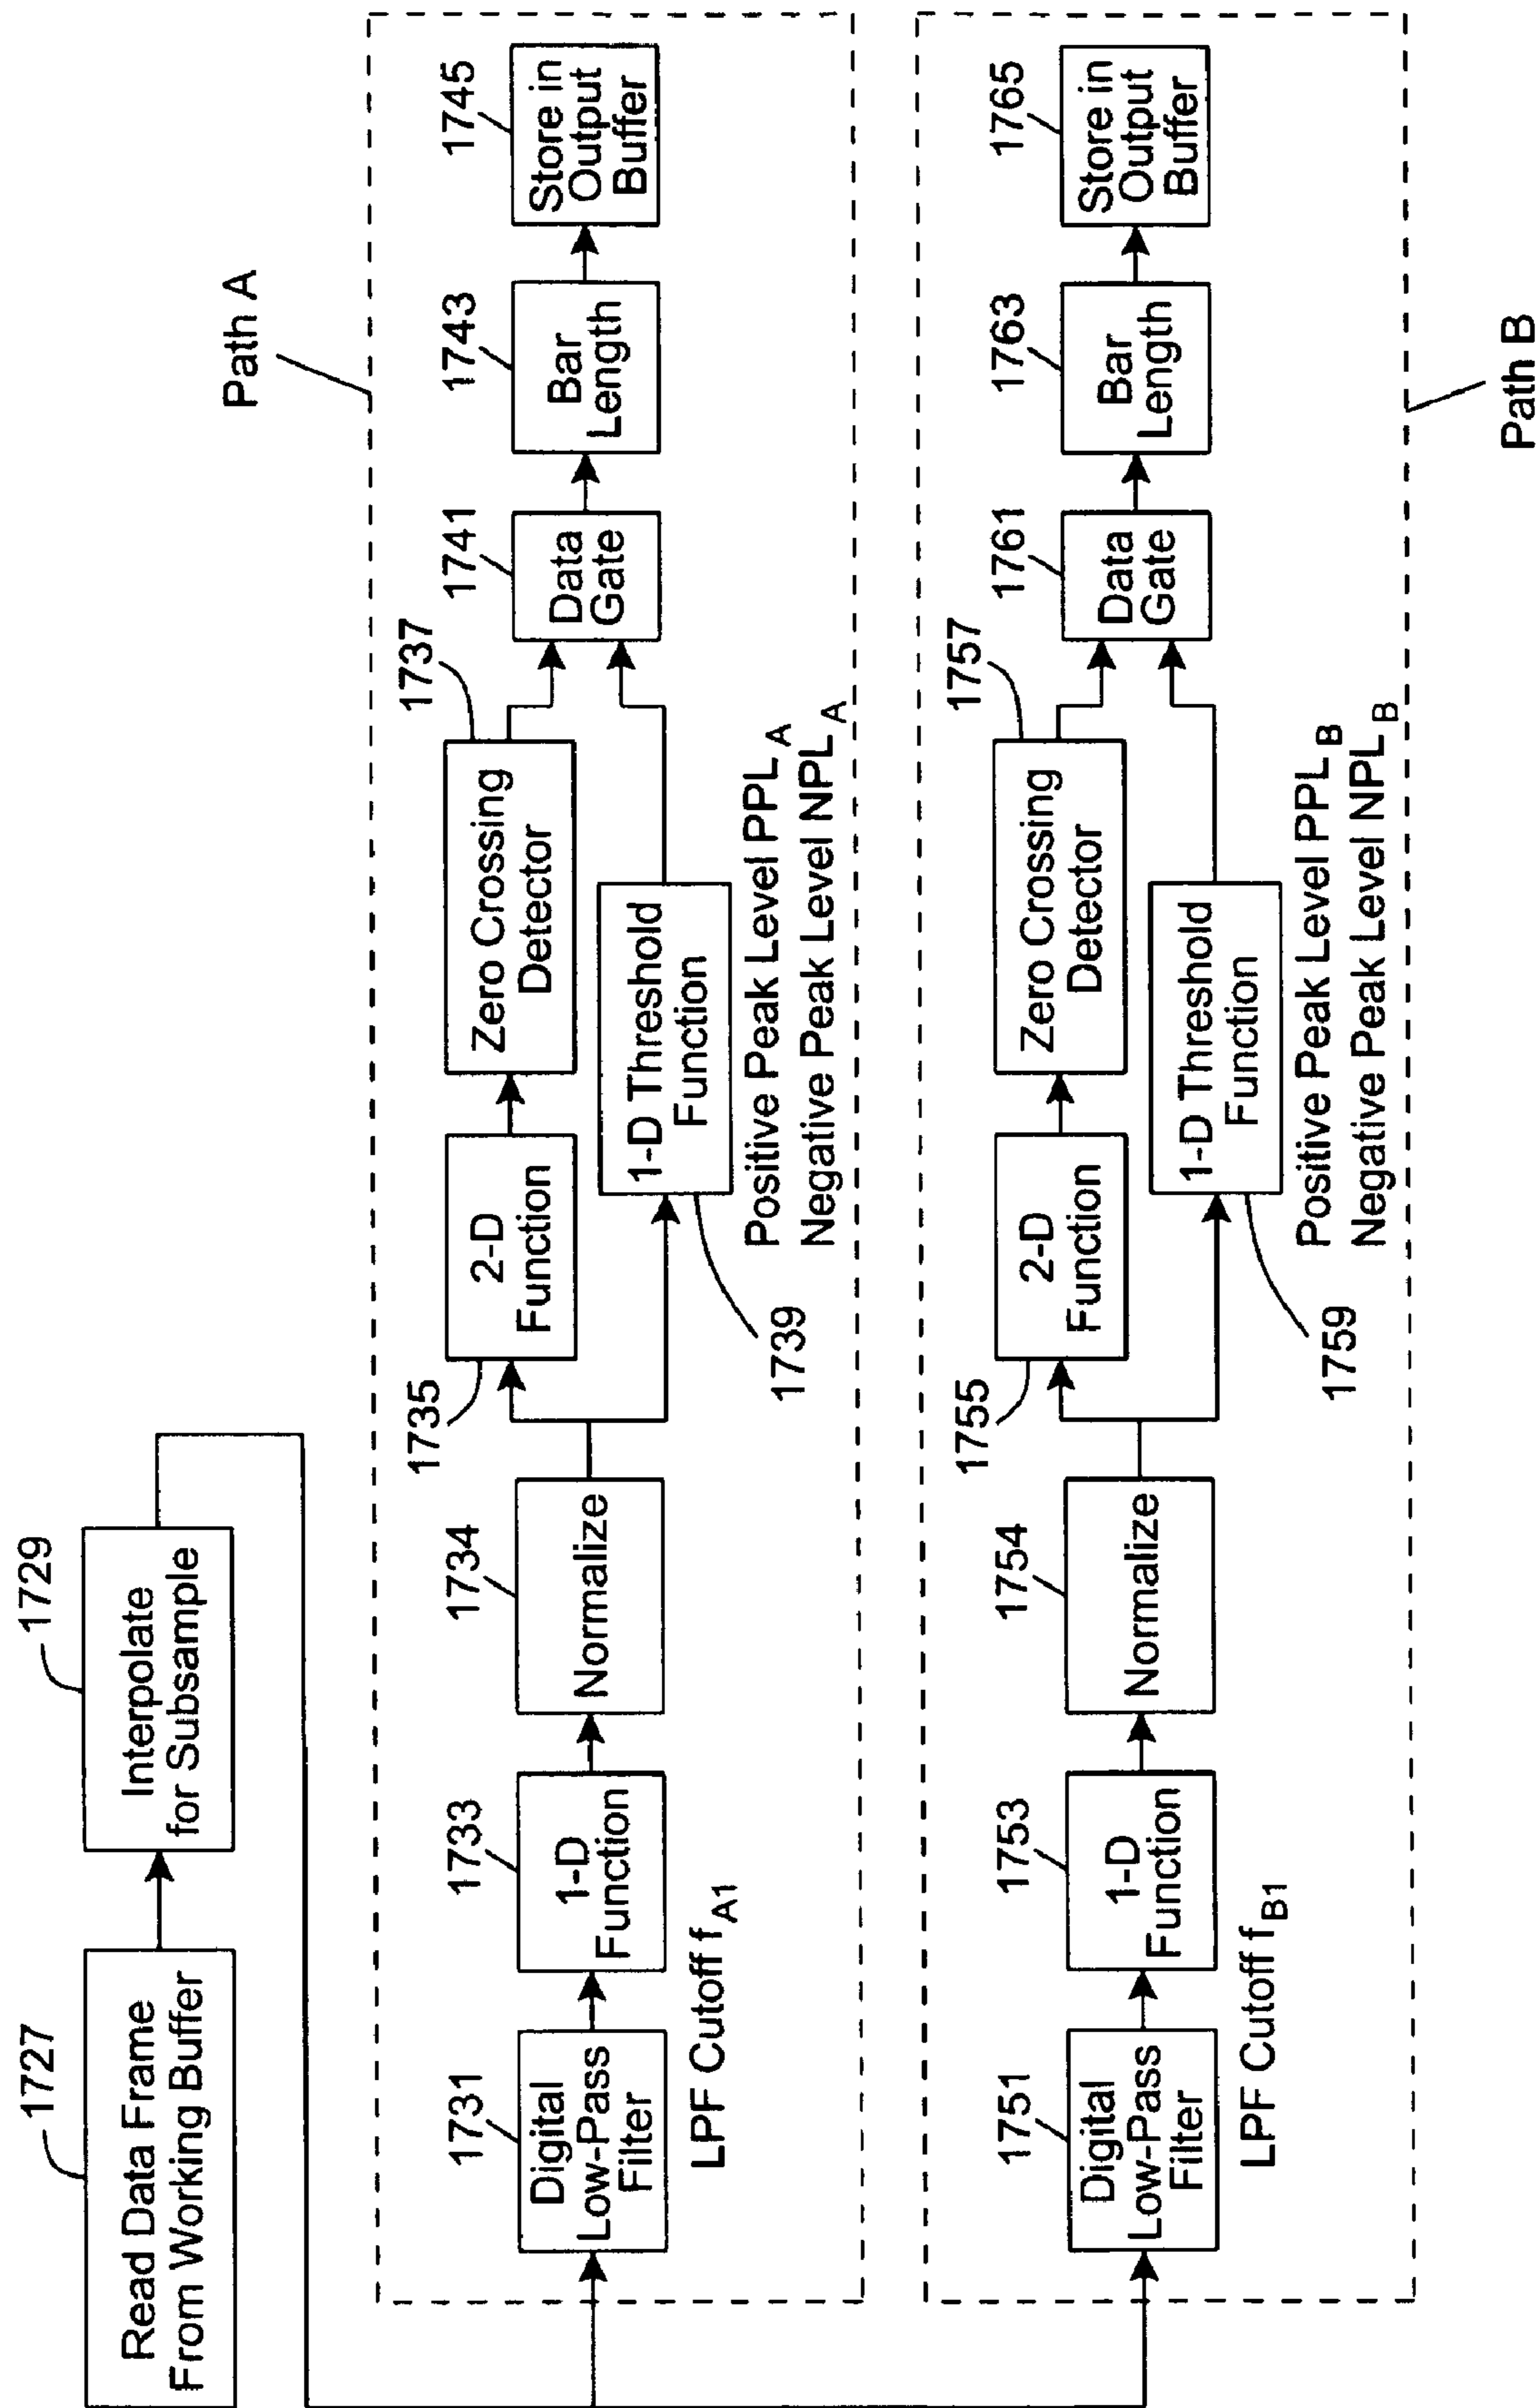 1727
Read Data Frame
From Working Buffer
1729
Interpolate
for Subsample
Path A
1731
Digital
Low-Pass
Filter
LPF Cutoff fA1
1733
1-D
Function
1734
Normalize
1735
2-D
Function
1737
Zero Crossing
Detector
1739
1-D Threshold
Function
Positive Peak Level PPLA
Negative Peak Level NPLA
1741
Data
Gate
1743
Bar
Length
1745
Store in
Output
Buffer
1751
Digital
Low-Pass
Filter
LPF Cutoff fB1
1753
1-D
Function
1754
Normalize
1755
2-D
Function
1757
Zero Crossing
Detector
1759
1-D Threshold
Function
Positive Peak Level PPLB
Negative Peak Level NPLB
1761
Data
Gate
1763
Bar
Length
1765
Store in
Output
Buffer
Path B